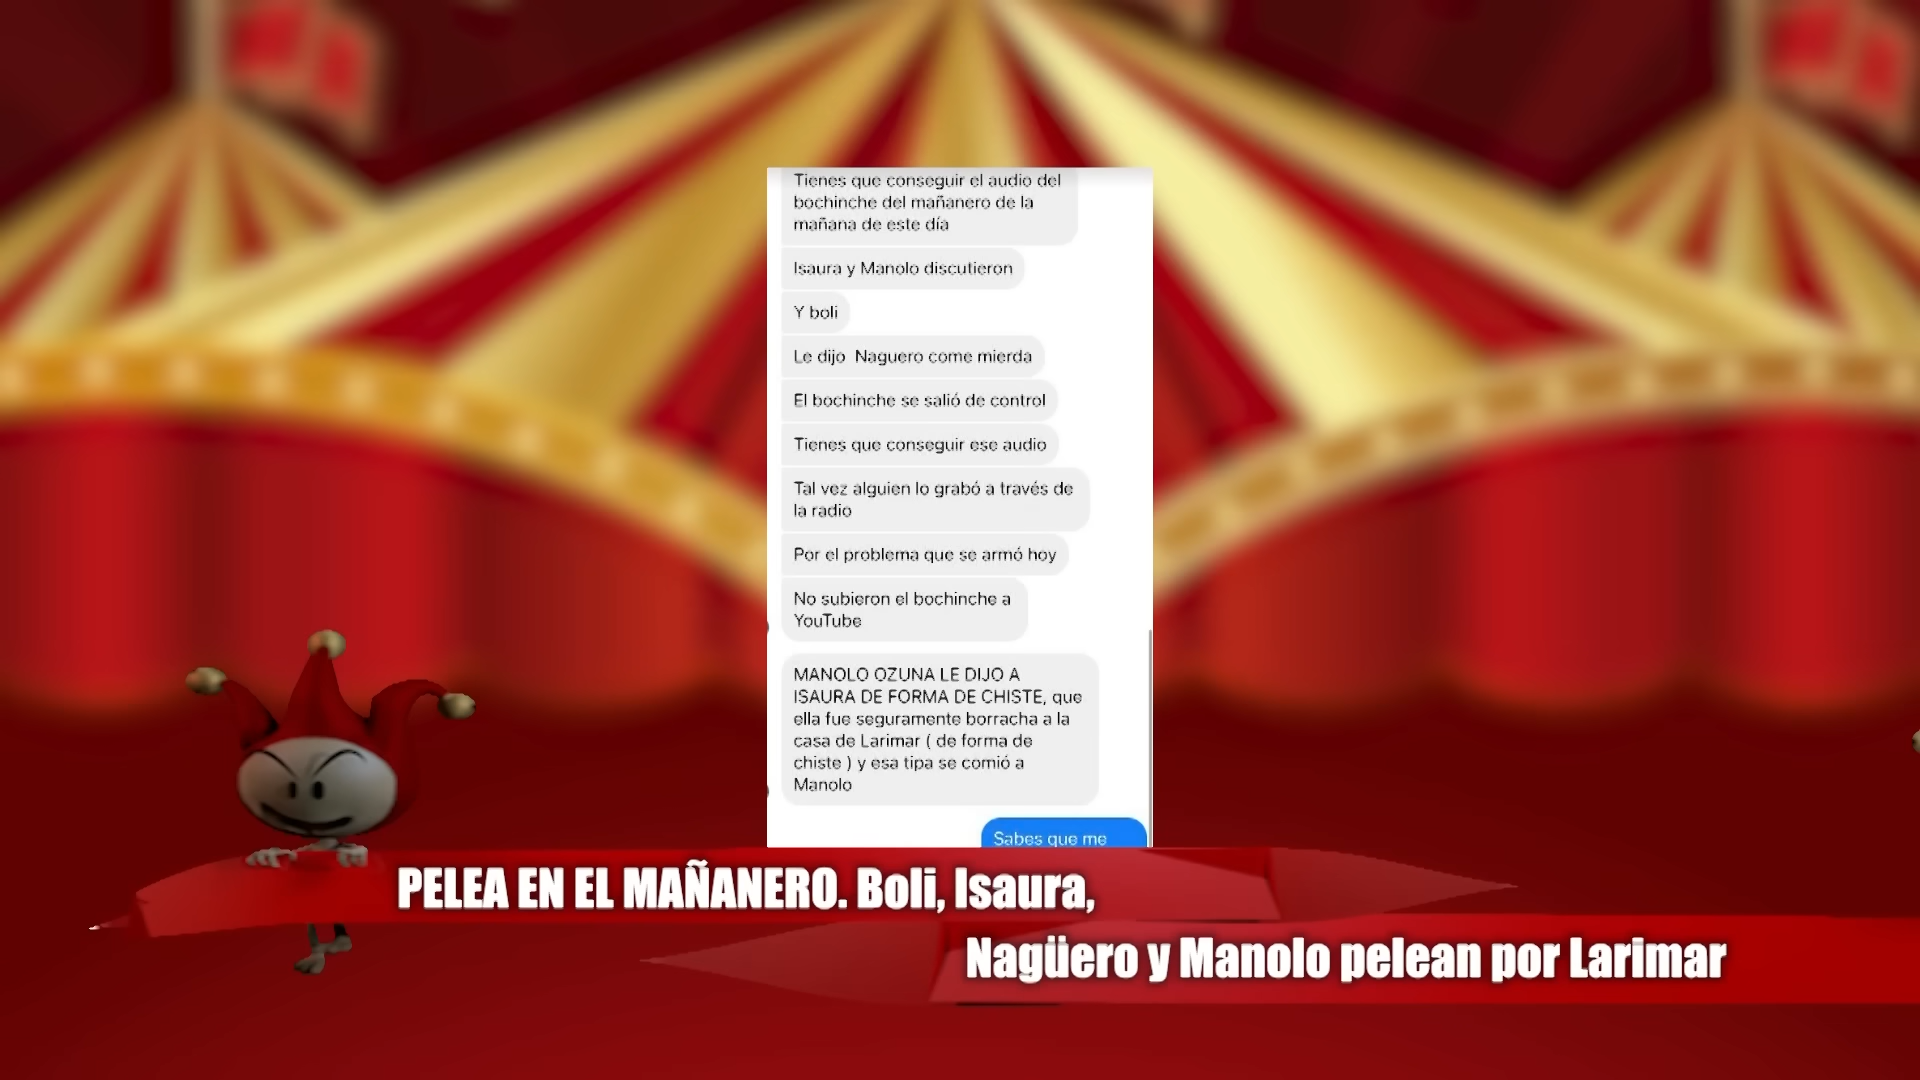 Tienes que conseguir el audio del
bochinche del mañanero de la
mañana de este día
Isaura y Manolo discutieron
Y boli
Le dijo Naguero come mierda
El bochinche se salió de control
Tienes que conseguir ese audio
Tal vez alguien lo grabó a través de
la radio
Por el problema que se armó hoy
No subieron el bochinche a
YouTube
MANOLO OZUNA LE DIJO A
ISAURA DE FORMA DE CHISTE, que
ella fue seguramente borracha a la
casa de Larimar ( de forma de
chiste ) y esa tipa se comió a
Manolo
Sabes que me
PELEA EN EL MAÑANERO. Boli, Isaura,
Nagüero y Manolo pelean por Larimar